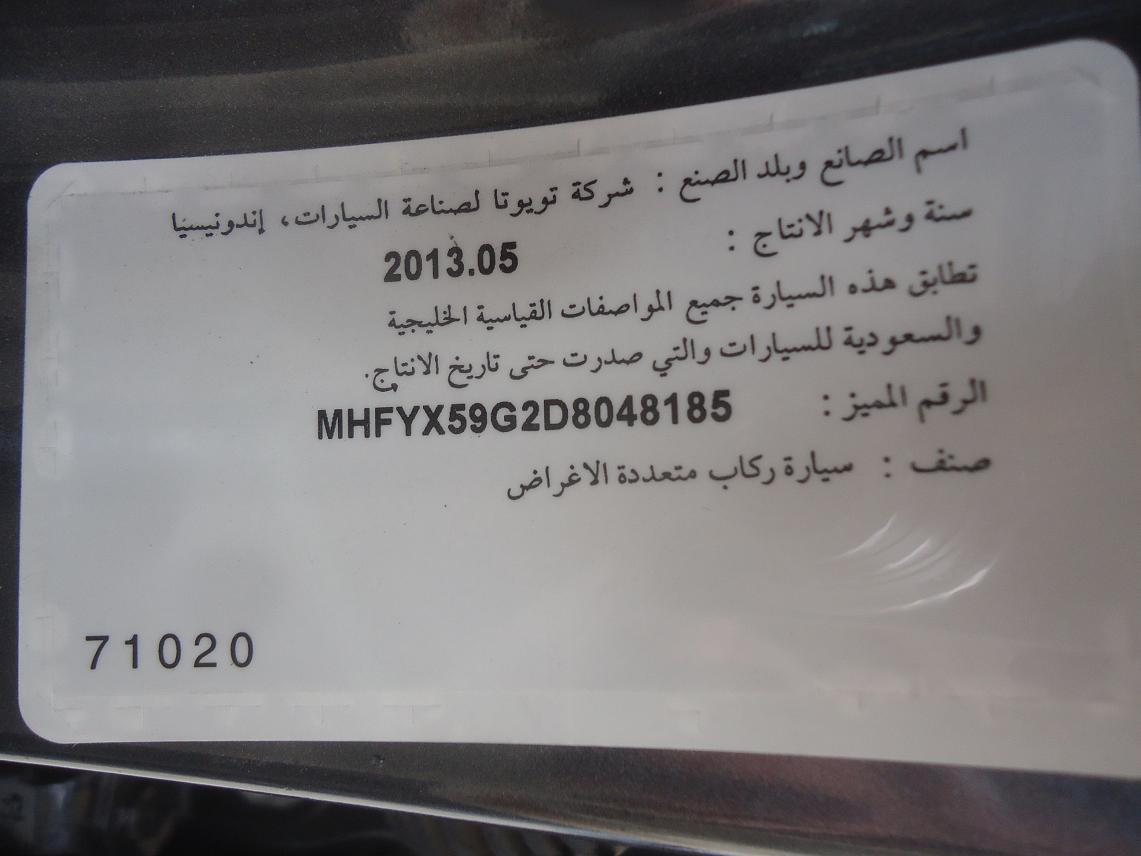 اسم الصانع وبلد الصنع : شركة تويوتا لصناعة السيارات، إندونيسيا
سنة وشهر الانتاج : 2013.05
تطابق هذه السيارة جميع المواصفات القياسية الخليجية
والسعودية للسيارات والتي صدرت حتى تاريخ الانتاج.
الرقم المميز : MHFYX59G2D8048185
صنف : سيارة ركاب متعددة الاغراض
71020